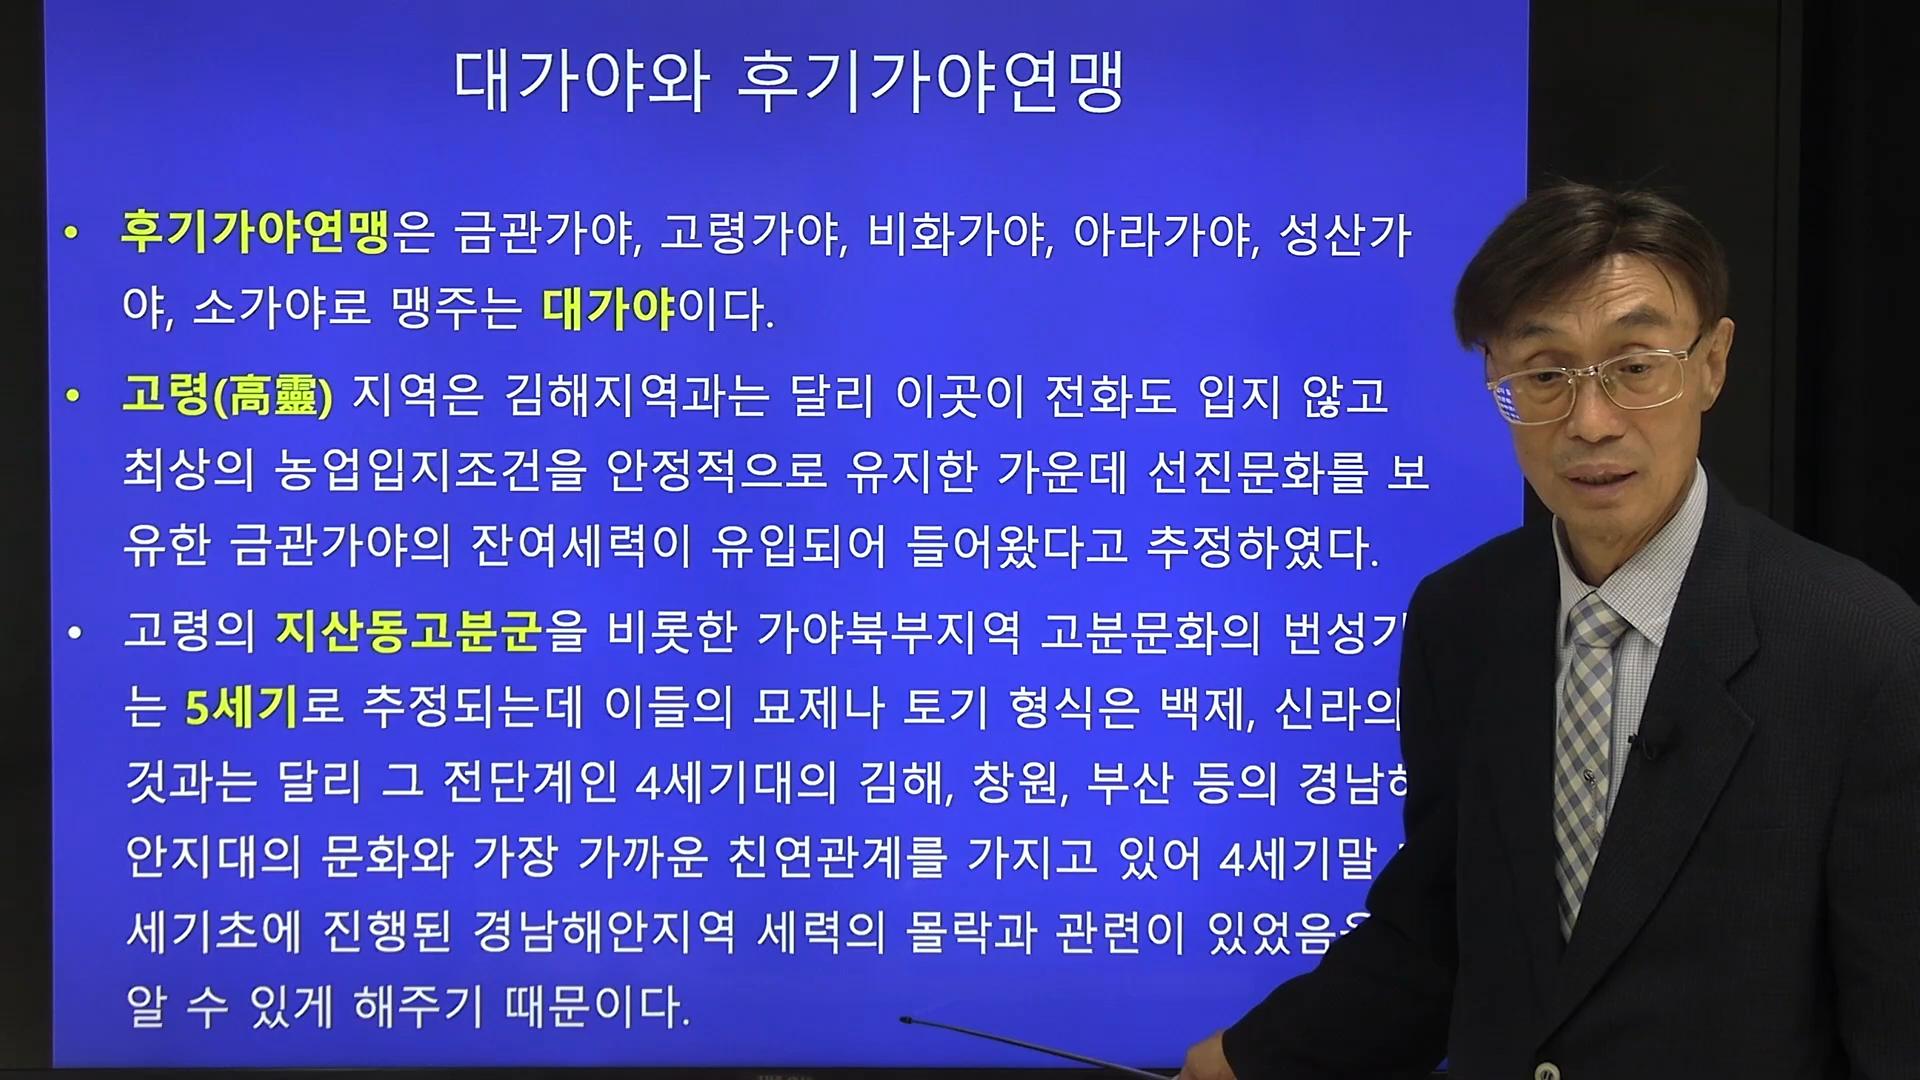 대가야와 후기가야연맹
• 후기가야연맹은 금관가야, 고령가야, 비화가야, 아라가야, 성산가
야, 소가야로 맹주는 대가야이다.
• 고령(高靈) 지역은 김해지역과는 달리 이곳이 전화도 입지 않고
최상의 농업입지조건을 안정적으로 유지한 가운데 선진문화를 보
유한 금관가야의 잔여세력이 유입되어 들어왔다고 추정하였다.
• 고령의 지산동고분군을 비롯한 가야북부지역 고분문화의 번성기
는 5세기로 추정되는데 이들의 묘제나 토기 형식은 백제, 신라의
것과는 달리 그 전단계인 4세기대의 김해, 창원, 부산 등의
안지대의 문화와 가장 가까운 친연관계를 가지고 있어 4세기말
세기초에 진행된 경남해안지역 세력의 몰락과 관련이 있었음을
알 수 있게 해주기 때문이다.